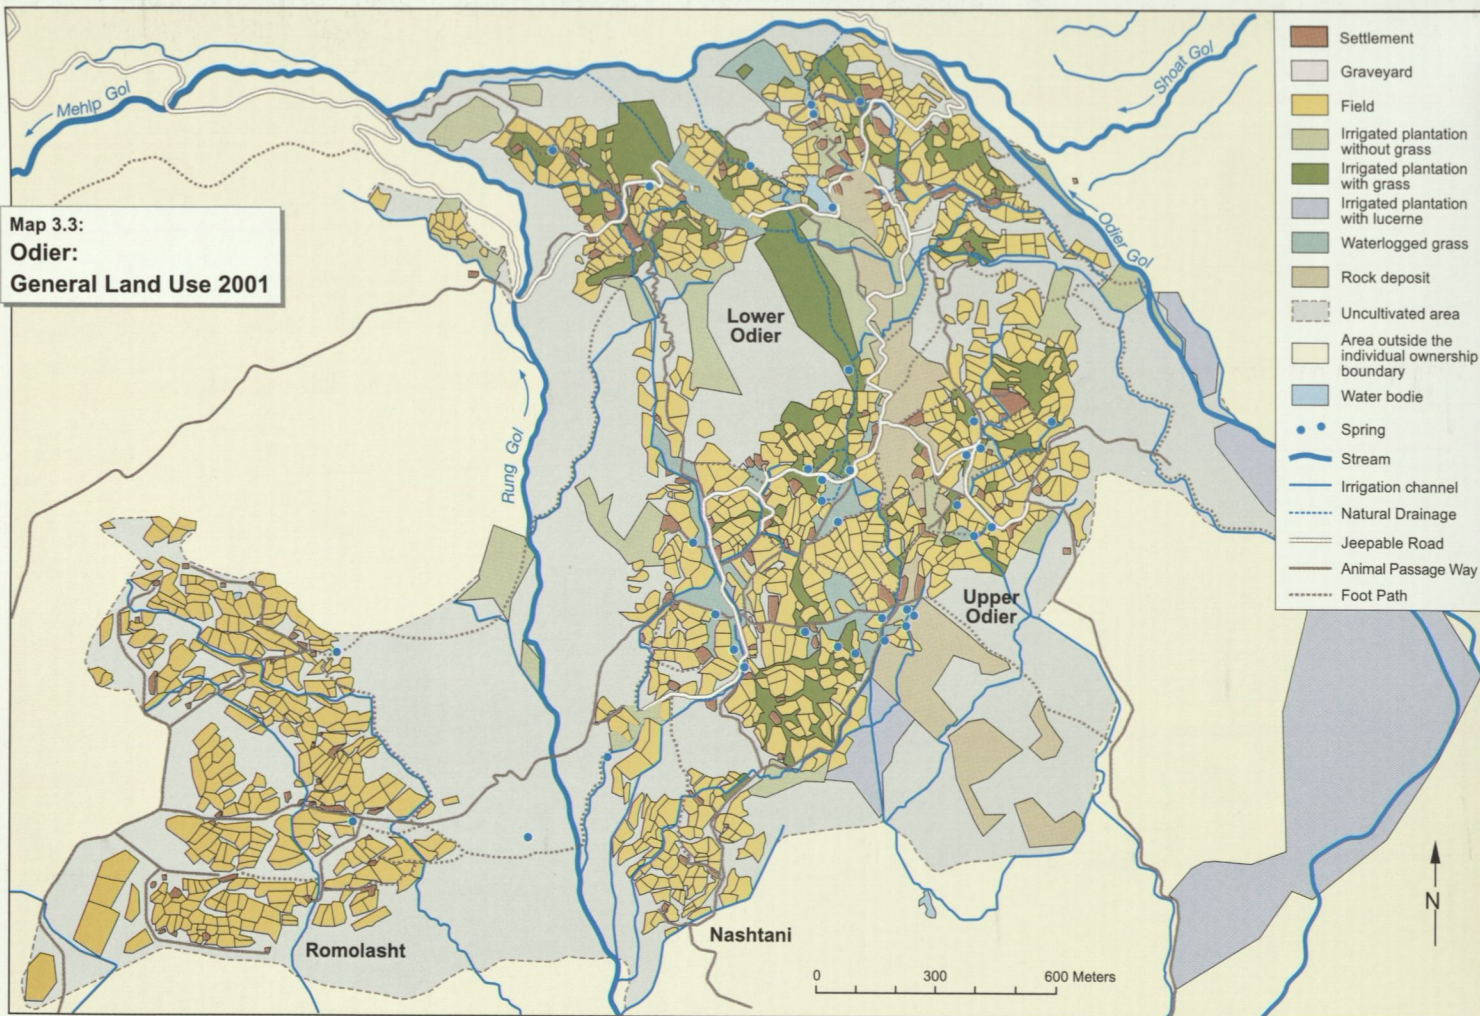 Mehlp Gol
Shoat Gol
Odier Gol
Map 3.3:
Odier:
General Land Use 2001
Lower
Odier
Rung Gol
Upper
Odier
Romolasht
Nashtani
0 300 600 Meters
N
Settlement
Graveyard
Field
Irrigated plantation
without grass
Irrigated plantation
with grass
Irrigated plantation
with lucerne
Waterlogged grass
Rock deposit
Uncultivated area
Area outside the
individual ownership
boundary
Water bodie
Spring
Stream
Irrigation channel
Natural Drainage
Jeepable Road
Animal Passage Way
Foot Path